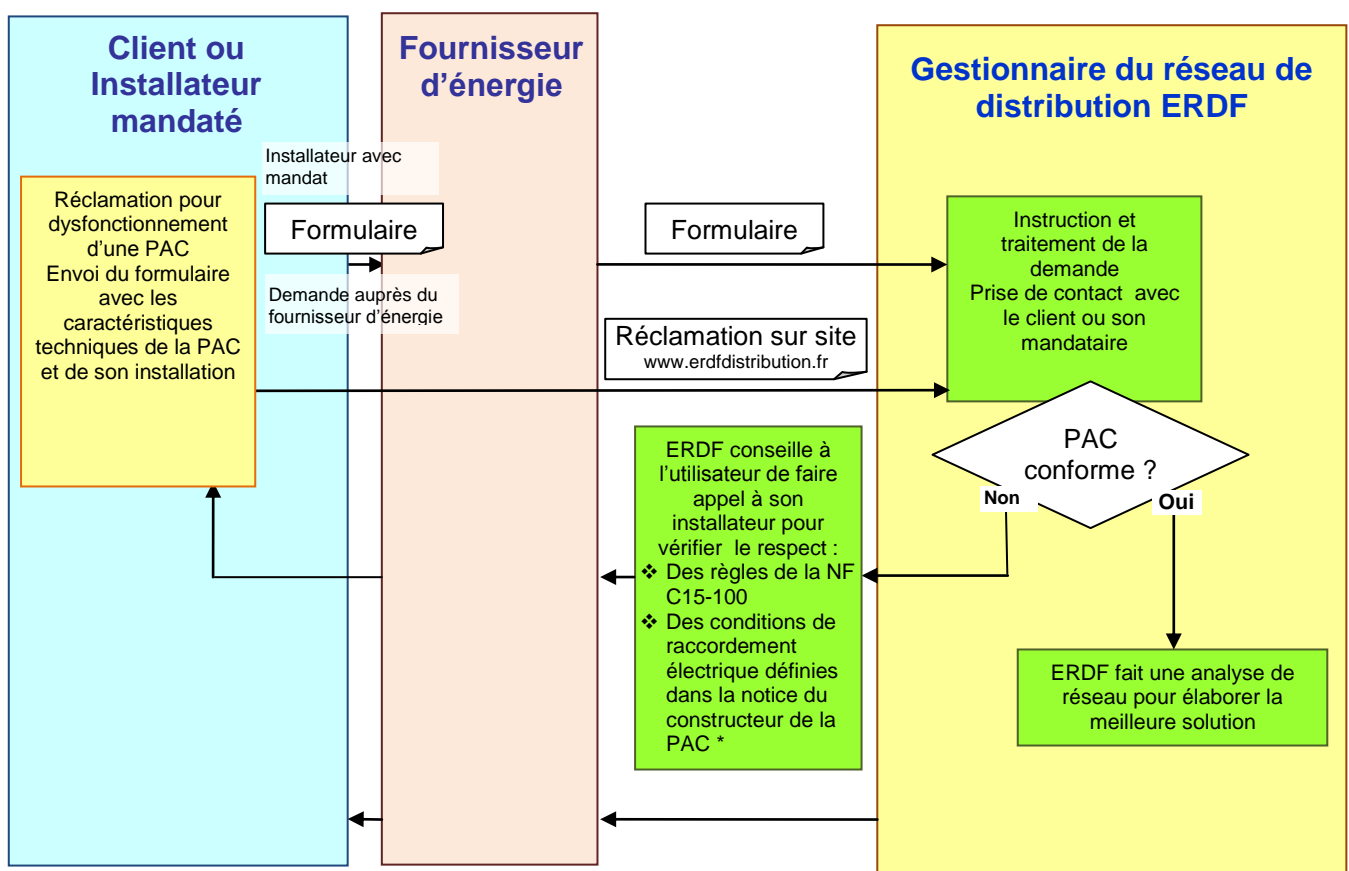 Client ou
Installateur
mandaté
Fournisseur
d'énergie
Gestionnaire du réseau de
distribution ERDF
Réclamation pour
dysfonctionnement
d'une PAC
Envoi du formulaire
avec les
caractéristiques
techniques de la PAC
et de son installation
Installateur avec
mandat
Formulaire
Demande auprès du
fournisseur d'énergie
Formulaire
Réclamation sur site
www.erdfdistribution.fr
Instruction et
traitement de la
demande
Prise de contact avec
le client ou son
mandataire
PAC
conforme ?
Non
Oui
ERDF conseille à
l'utilisateur de faire
appel à son
installateur pour
vérifier le respect :
❖ Des règles de la NF
C15-100
❖ Des conditions de
raccordement
électrique définies
dans la notice du
constructeur de la
PAC *
ERDF fait une analyse de
réseau pour élaborer la
meilleure solution